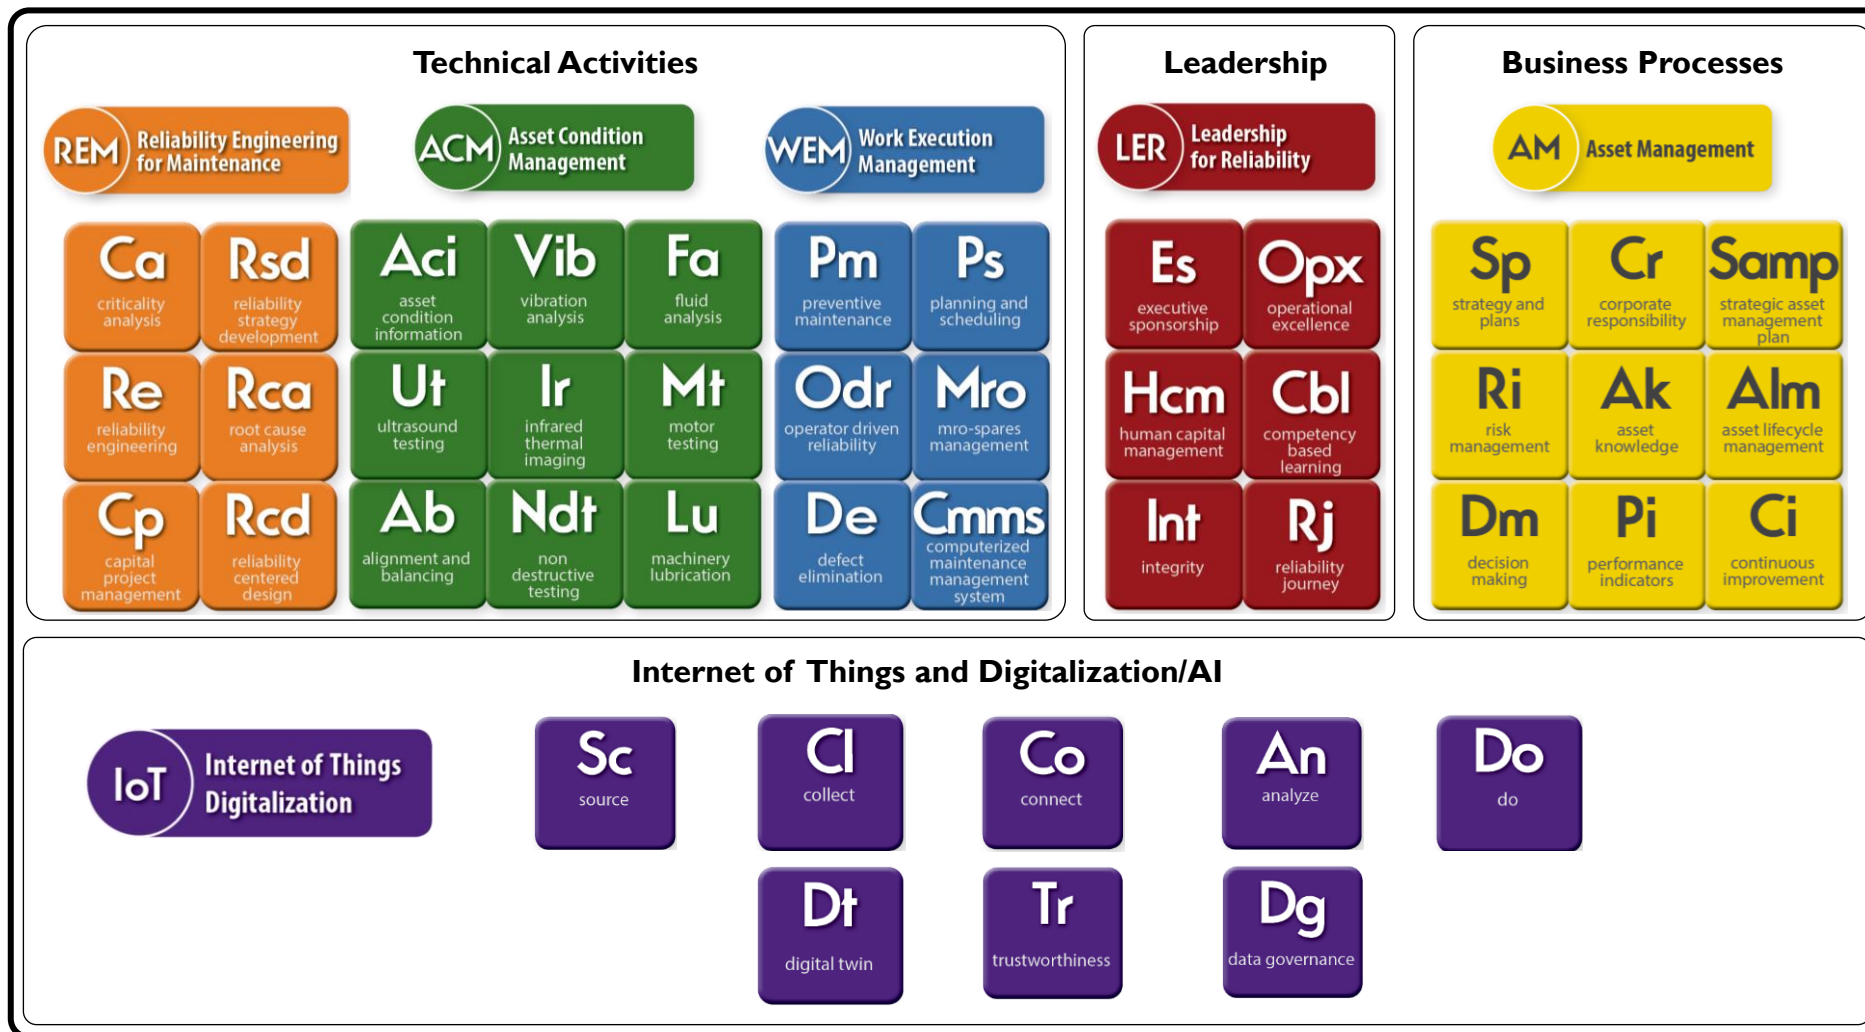 Technical Activities
REM
Reliability Engineering
for Maintenance
ACM
Asset Condition
Management
WEM
Work Execution
Management
Ca
criticality
analysis
Rsd
reliability
strategy
development
Aci
asset
condition
information
Vib
vibration
analysis
Fa
fluid
analysis
Pm
preventive
maintenance
Ps
planning and
scheduling
Re
reliability
engineering
Rca
root cause
analysis
Ut
ultrasound
testing
Ir
infrared
thermal
imaging
Mt
motor
testing
Odr
operator driven
reliability
Mro
mro-spares
management
Cp
capital
project
management
Rcd
reliability
centered
design
Ab
alignment and
balancing
Ndt
non
destructive
testing
Lu
machinery
lubrication
De
defect
elimination
Cmms
computerized
maintenance
management
system
Leadership
LER
Leadership
for Reliability
Es
executive
sponsorship
Opx
operational
excellence
Hcm
human capital
management
Cbl
competency
based
learning
Int
integrity
Rj
reliability
journey
Business Processes
AM
Asset Management
Sp
strategy and
plans
Cr
corporate
responsibility
Samp
strategic asset
management
plan
Ri
risk
management
Ak
asset
knowledge
Alm
asset lifecycle
management
Dm
decision
making
Pi
performance
indicators
Ci
continuous
improvement
Internet of Things and Digitalization/AI
IoT
Internet of Things
Digitalization
Sc
source
Cl
collect
Co
connect
An
analyze
Do
do
Dt
digital twin
Tr
trustworthiness
Dg
data governance